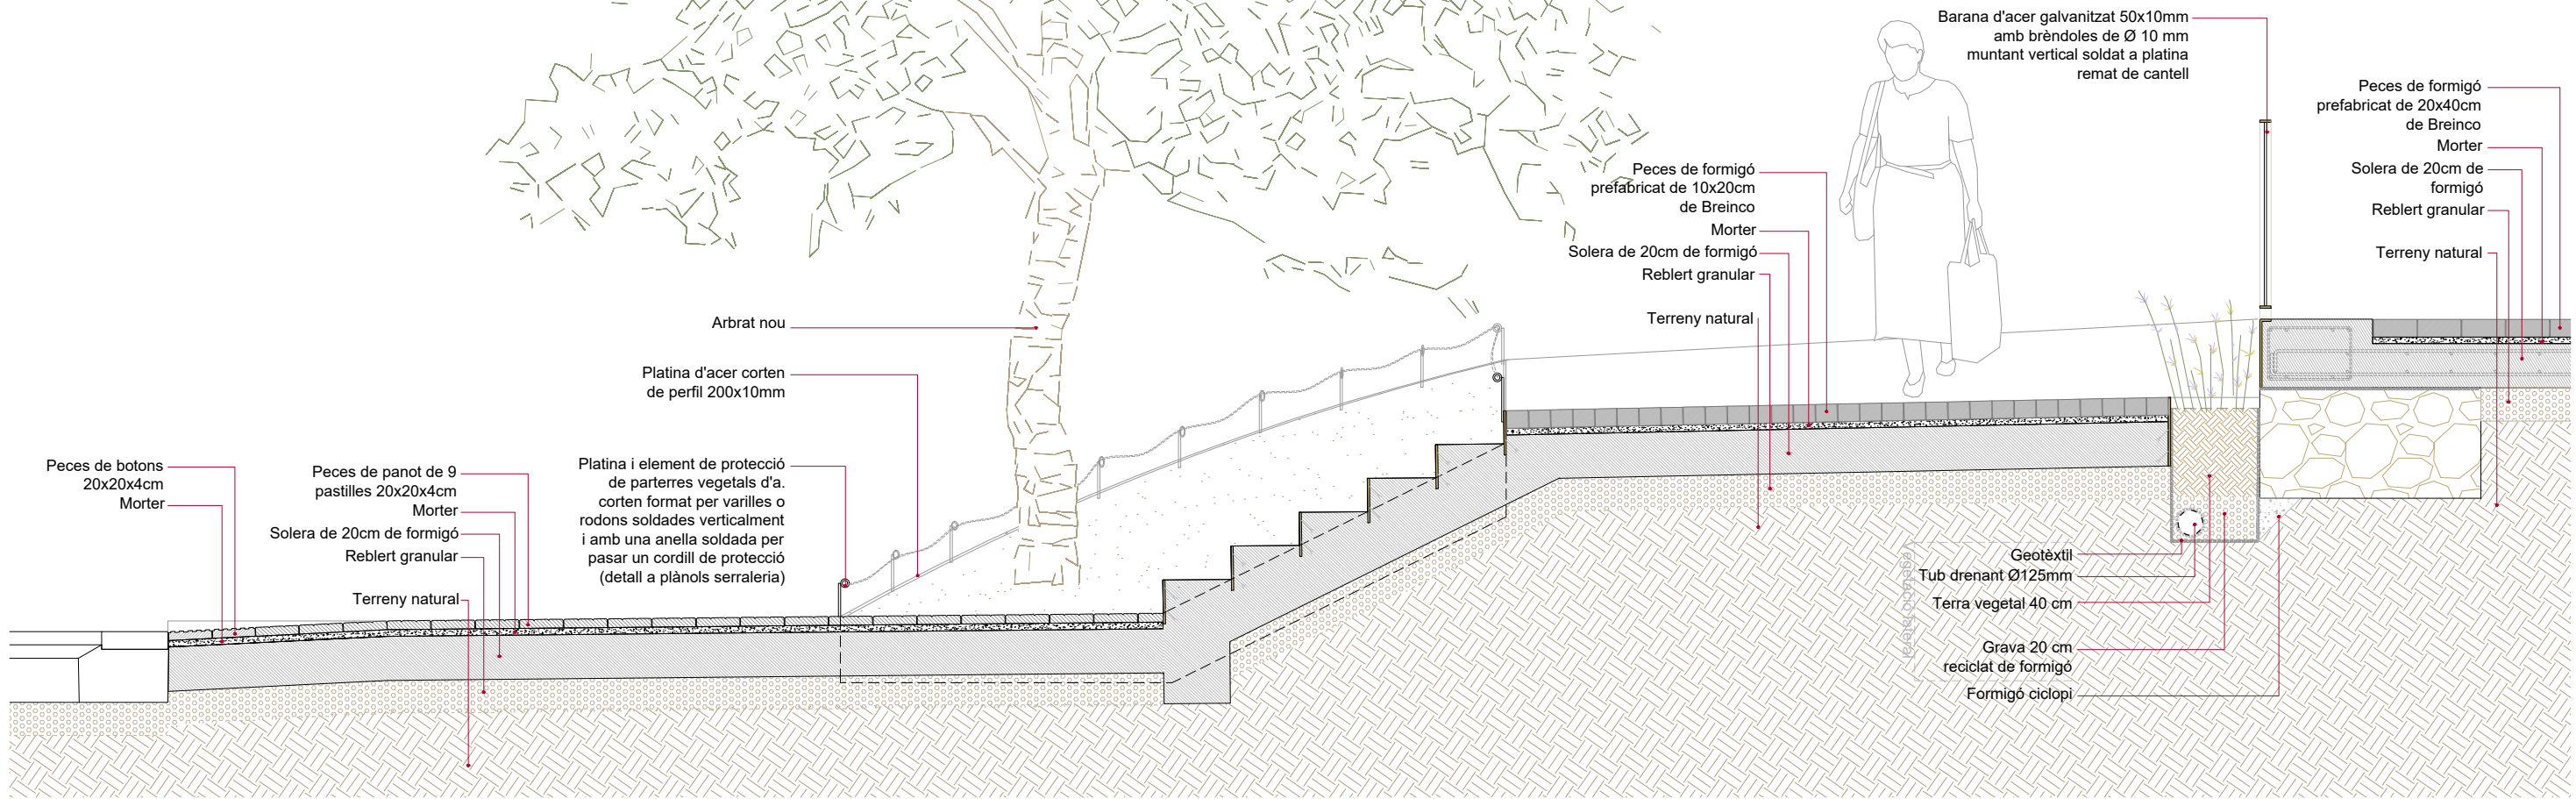 Barana d'acer galvanitzat 50x10mm
amb brèndoles de Ø 10 mm
muntant vertical soldat a platina
remat de cantell
Peces de formigó
prefabricat de 20x40cm
de Breinco
Morter
Solera de 20cm de
formigó
Reblert granular
Terreny natural
Peces de formigó
prefabricat de 10x20cm
de Breinco
Morter
Solera de 20cm de formigó
Reblert granular
Terreny natural
Arbrat nou
Platina d'acer corten
de perfil 200x10mm
Platina i element de protecció
de parterres vegetals d'a.
corten format per varilles o
rodons soldades verticalment
i amb una anella soldada per
pasar un cordill de protecció
(detall a plànols serraleria)
Peces de botons
20x20x4cm
Morter
Peces de panot de 9
pastilles 20x20x4cm
Morter
Solera de 20cm de formigó
Reblert granular
Terreny natural
Geotèxtil
Tub drenant Ø125mm
Terra vegetal 40 cm
Grava 20 cm
reciclat de formigó
Formigó ciclopi
Vegetació lateral